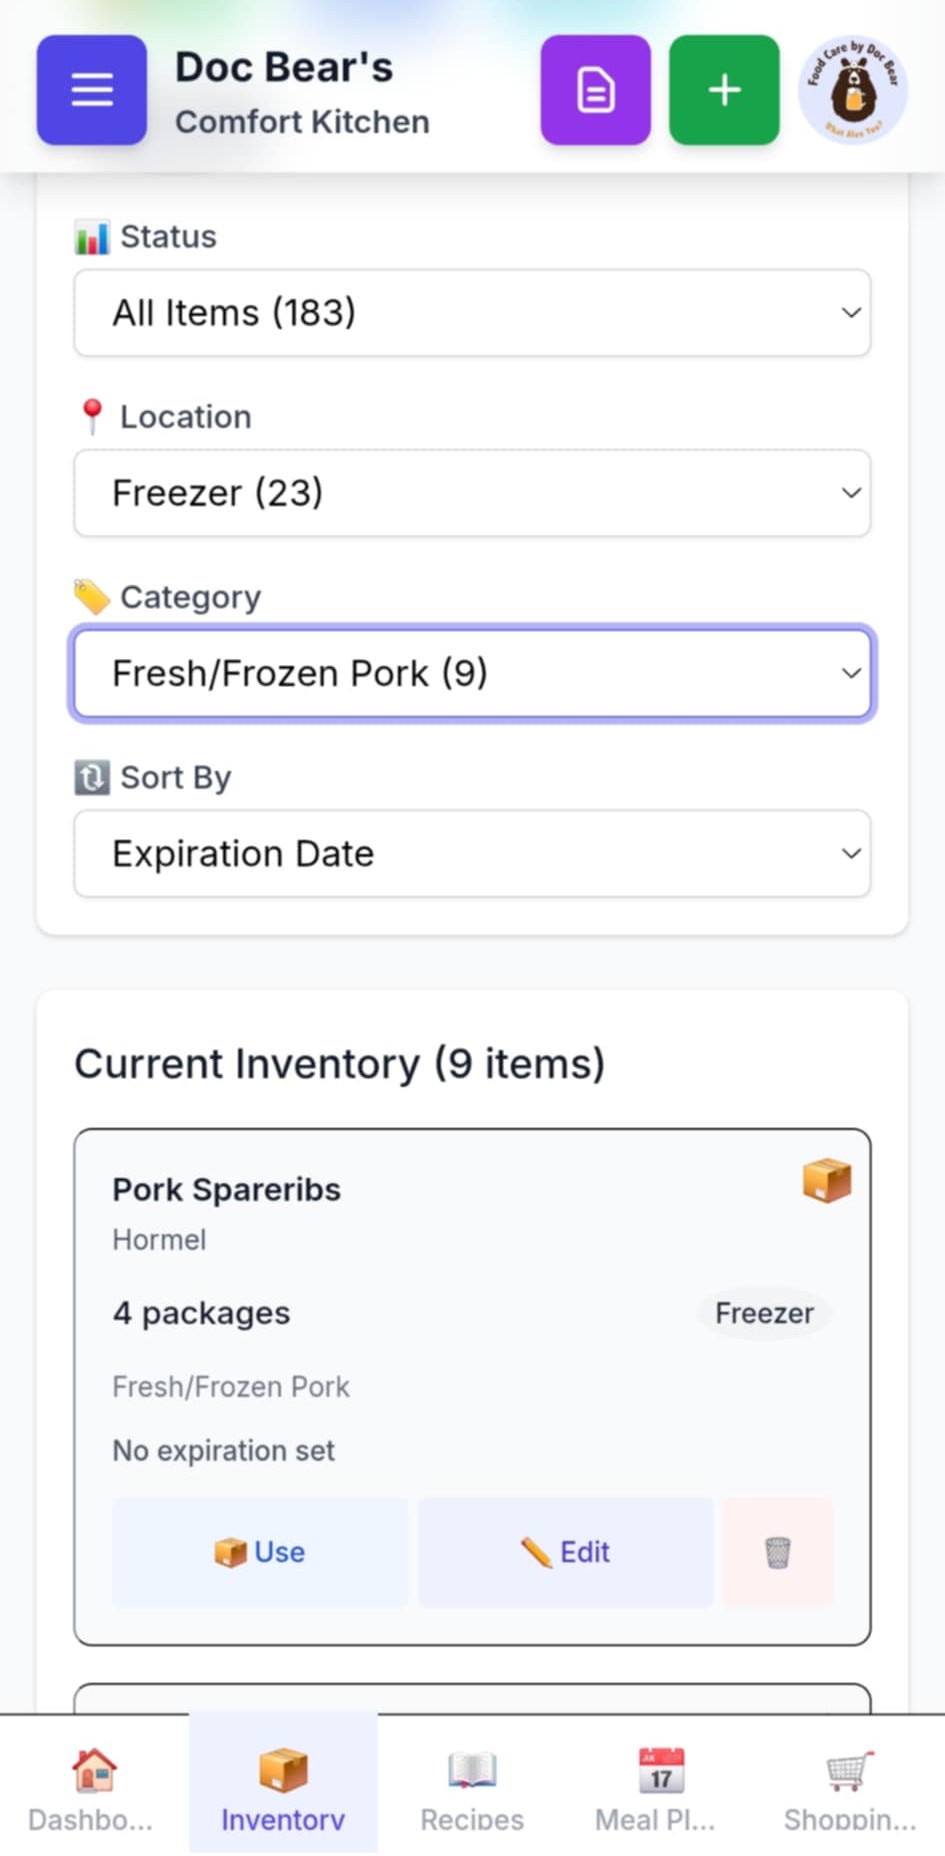 Doc Bear's
Comfort Kitchen
Food Care by Doc Bear
What Ales You?
Status
All Items (183)
Location
Freezer (23)
Category
Fresh/Frozen Pork (9)
Sort By
Expiration Date
Current Inventory (9 items)
Pork Spareribs
Hormel
4 packages
Freezer
Fresh/Frozen Pork
No expiration set
Use
Edit
JUL
17
Dashbo...
Inventory
Recipes
Meal Pl...
Shoppin...